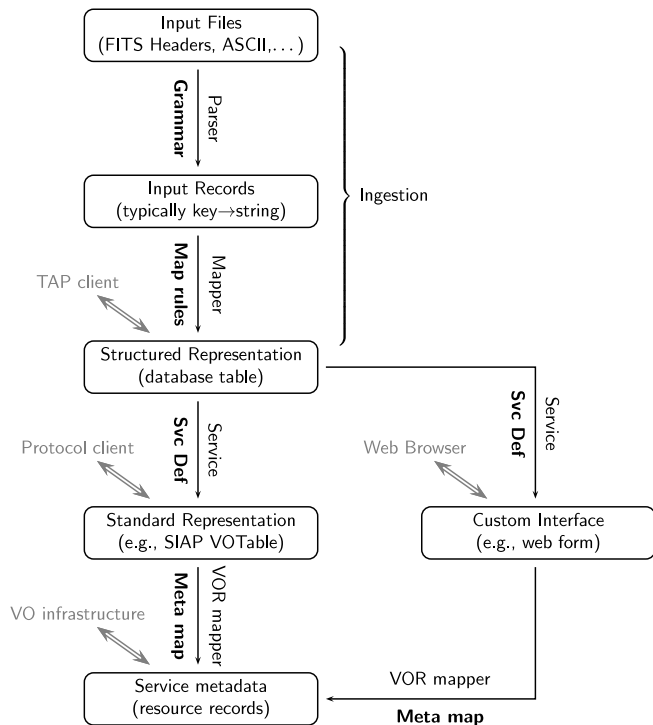 Input Files
(FITS Headers, ASCII,...)
Grammar
Parser
Input Records
(typically key→string)
Ingestion
Map rules
Mapper
TAP client
Structured Representation
(database table)
Svc Def
Service
Svc Def
Service
Protocol client
Web Browser
Standard Representation
(e.g., SIAP VOTable)
Custom Interface
(e.g., web form)
Meta map
VOR mapper
VO infrastructure
Service metadata
(resource records)
VOR mapper
Meta map